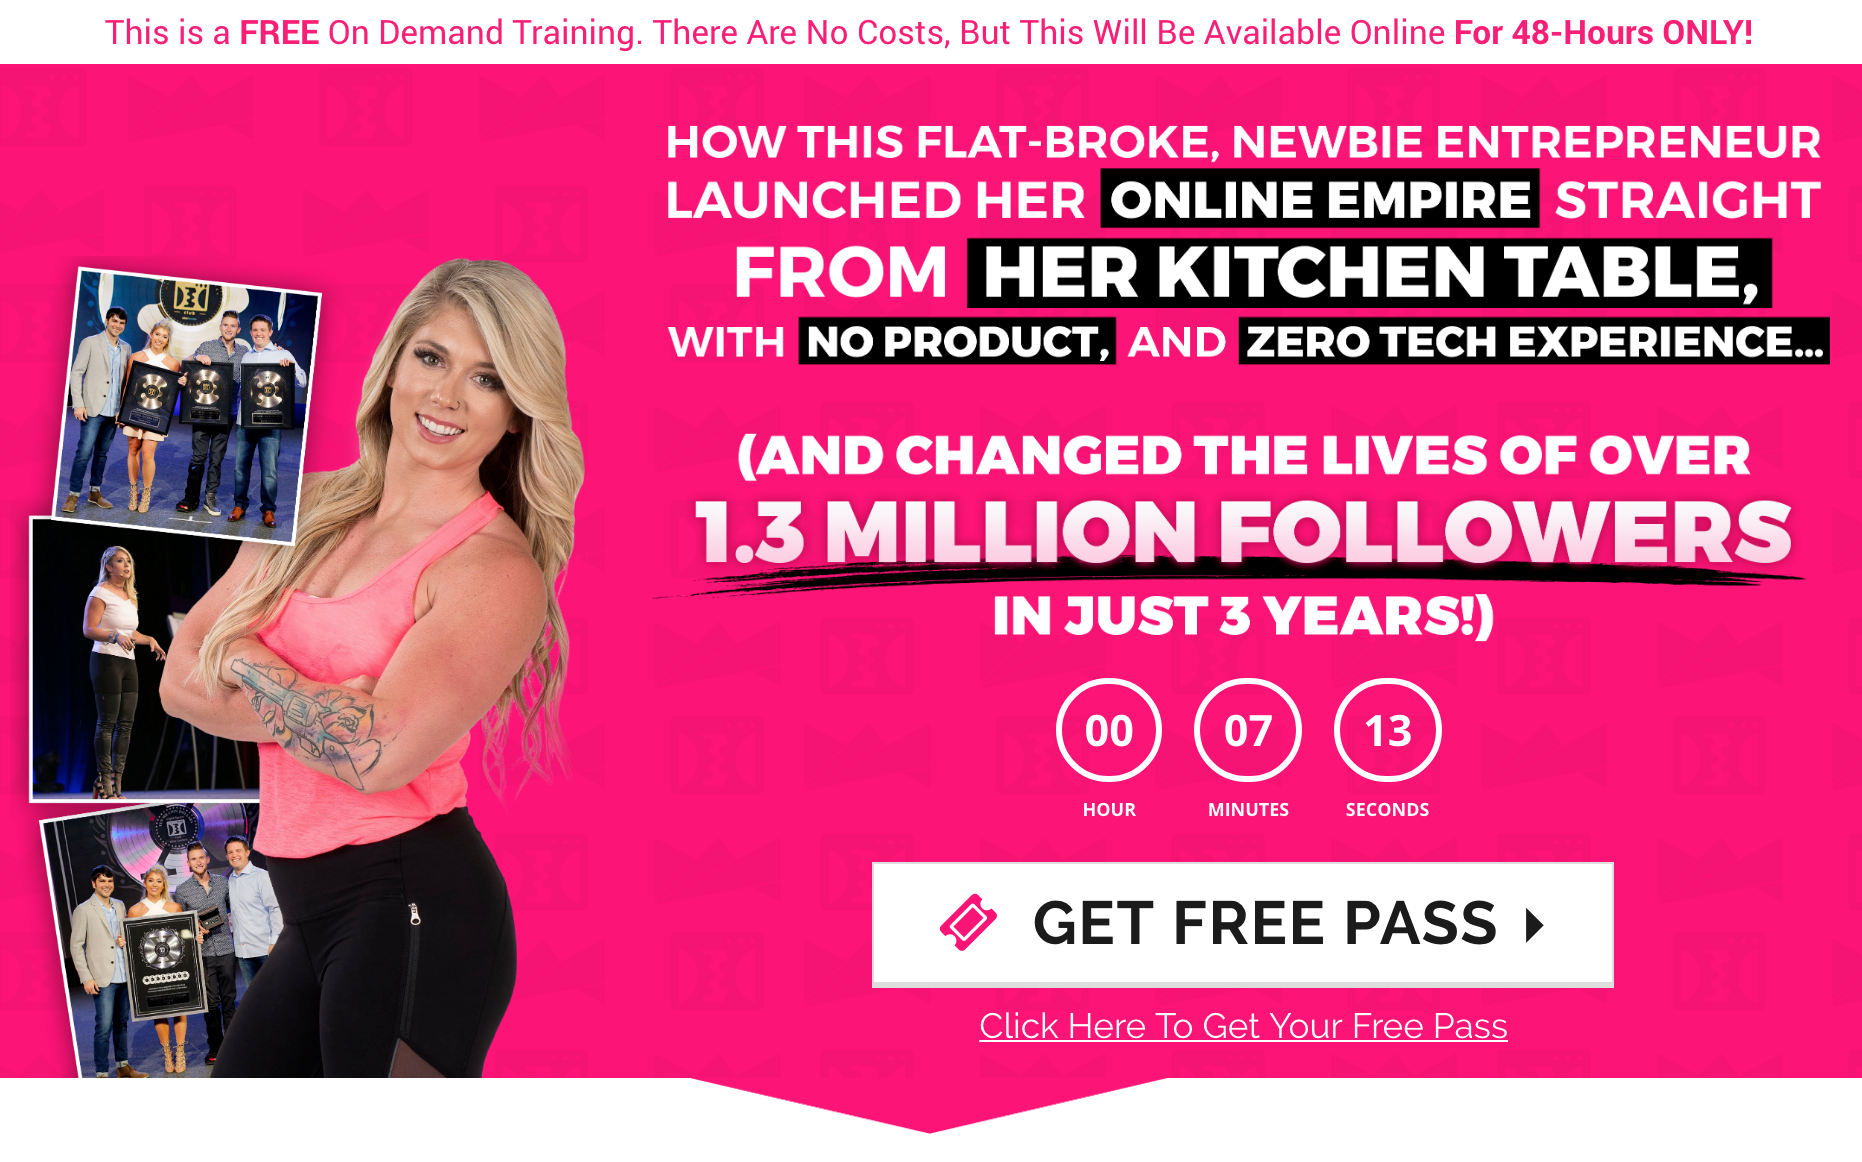 This is a FREE On Demand Training. There Are No Costs, But This Will Be Available Online For 48-Hours ONLY!
HOW THIS FLAT-BROKE, NEWBIE ENTREPRENEUR
LAUNCHED HER ONLINE EMPIRE STRAIGHT
FROM HER KITCHEN TABLE,
WITH NO PRODUCT, AND ZERO TECH EXPERIENCE...
(AND CHANGED THE LIVES OF OVER
1.3 MILLION FOLLOWERS
IN JUST 3 YEARS!)
00 07 13
HOUR MINUTES SECONDS
GET FREE PASS
Click Here To Get Your Free Pass